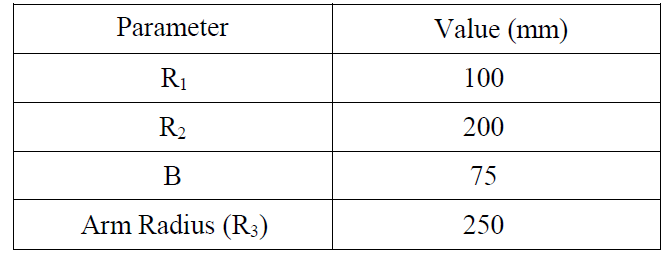 Parameter Value (mm)
R₁ 100
R₂ 200
B 75
Arm Radius (R₃) 250